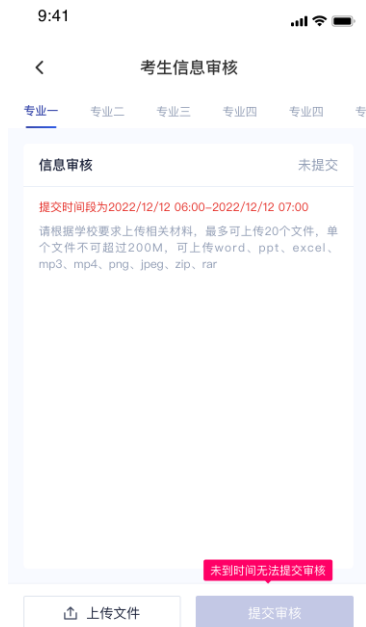 9:41
考生信息审核
专业一 专业二 专业三 专业四 专业四 专
信息审核 未提交
提交时间段为2022/12/12 06:00-2022/12/12 07:00
请根据学校要求上传相关材料，最多可上传20个文件，单
个文件不可超过200M，可上传word、ppt、excel、
mp3、mp4、png、jpeg、zip、rar
未到时间无法提交审核
上传文件 提交审核